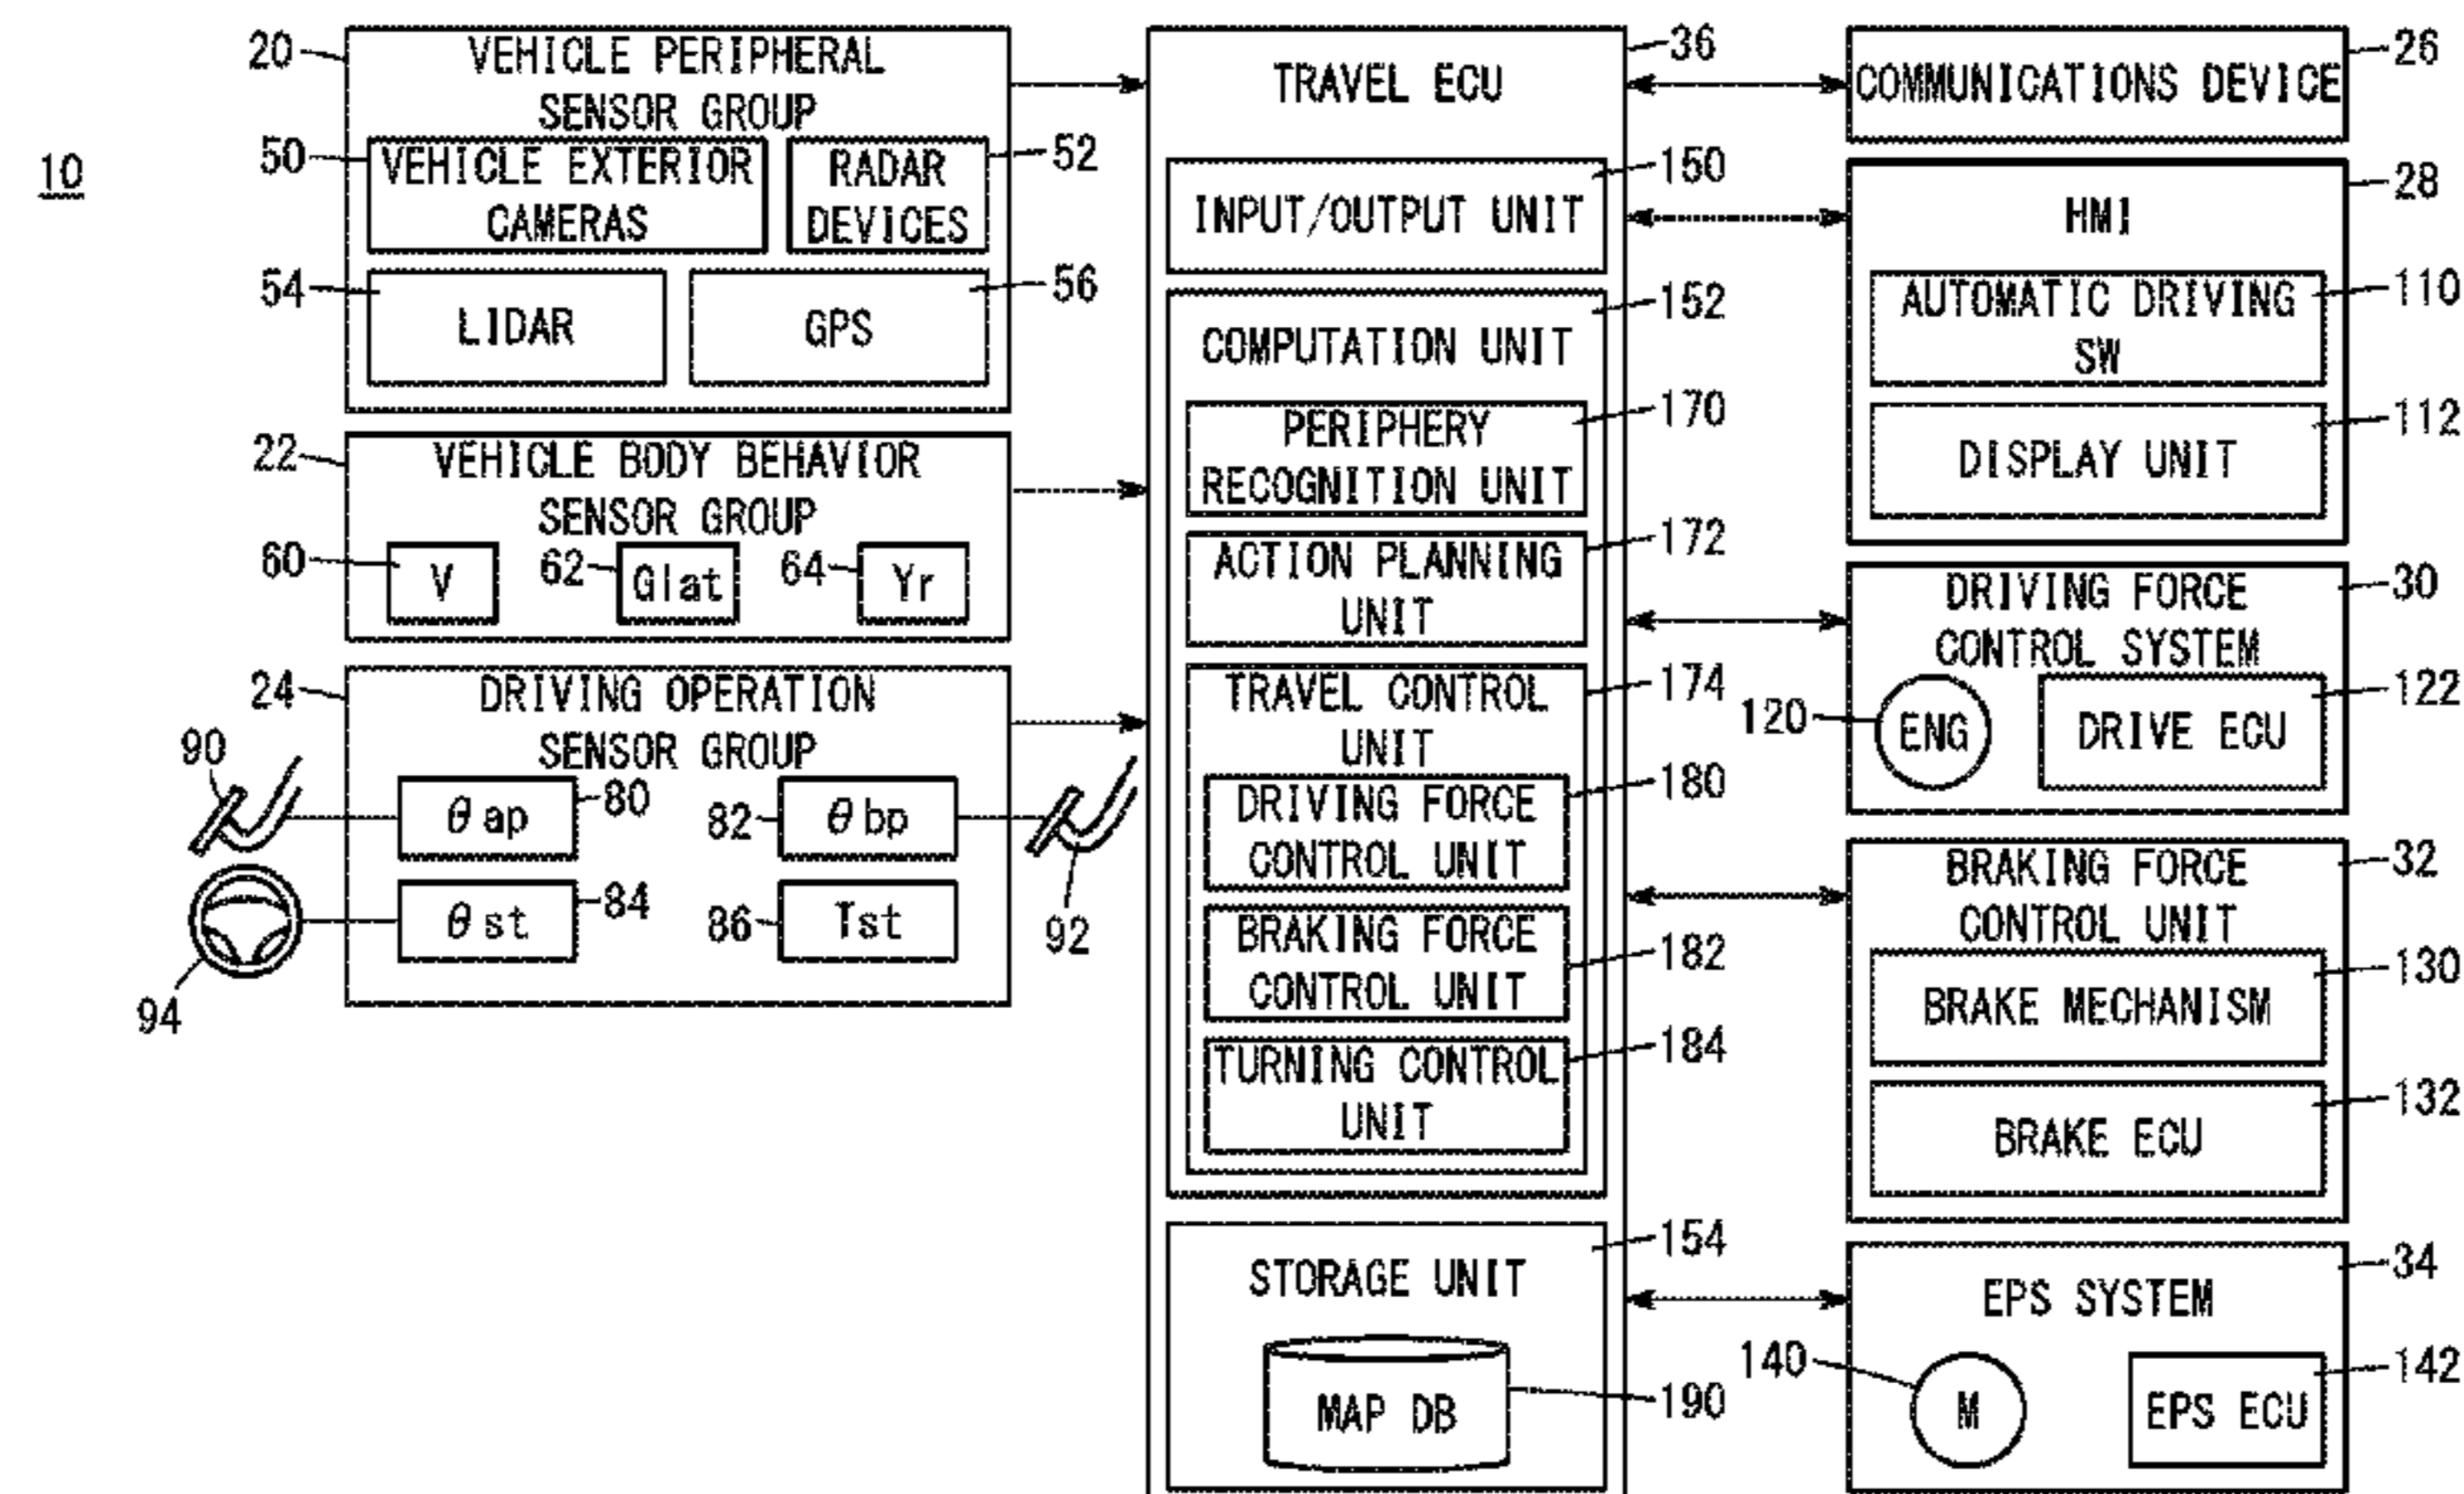 10
20
VEHICLE PERIPHERAL
SENSOR GROUP
50
VEHICLE EXTERIOR
CAMERAS
RADAR
DEVICES
52
54
LIDAR
GPS
56
22
VEHICLE BODY BEHAVIOR
SENSOR GROUP
60
V
62
Glat
64
Yr
24
DRIVING OPERATION
SENSOR GROUP
90
θap
80
82
θbp
92
94
θst
84
86
Tst
36
TRAVEL ECU
150
INPUT/OUTPUT UNIT
152
COMPUTATION UNIT
170
PERIPHERY
RECOGNITION UNIT
172
ACTION PLANNING
UNIT
174
TRAVEL CONTROL
UNIT
180
DRIVING FORCE
CONTROL UNIT
BRAKING FORCE
182
CONTROL UNIT
184
TURNING CONTROL
UNIT
154
STORAGE UNIT
MAP DB
190
26
COMMUNICATIONS DEVICE
28
HMI
AUTOMATIC DRIVING
SW
110
112
DISPLAY UNIT
30
DRIVING FORCE
CONTROL SYSTEM
120
ENG
DRIVE ECU
122
32
BRAKING FORCE
CONTROL UNIT
130
BRAKE MECHANISM
132
BRAKE ECU
34
EPS SYSTEM
140
M
142
EPS ECU